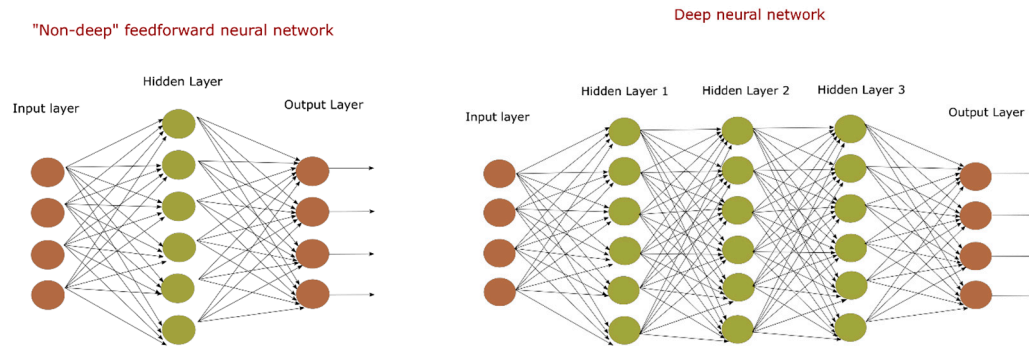 "Non-deep" feedforward neural network
Hidden Layer
Input layer
Output Layer
Deep neural network
Hidden Layer 1
Hidden Layer 2
Hidden Layer 3
Input layer
Output Layer